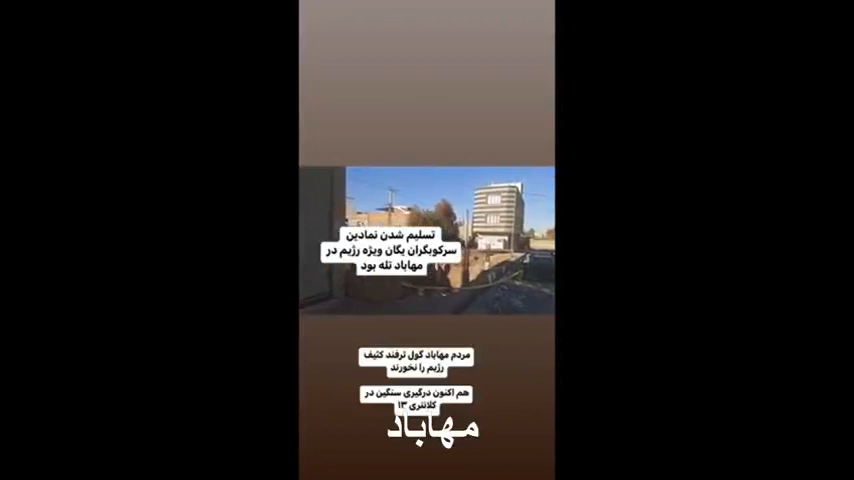 تسلیم شدن نمادین
سرکوبگران یگان ویژه رژیم در
مهاباد تله بود
مردم مهاباد گول ترفند کثیف
رژیم را نخورند
هم اکنون درگیری سنگین در
کلانتری ۱۳
مهاباد